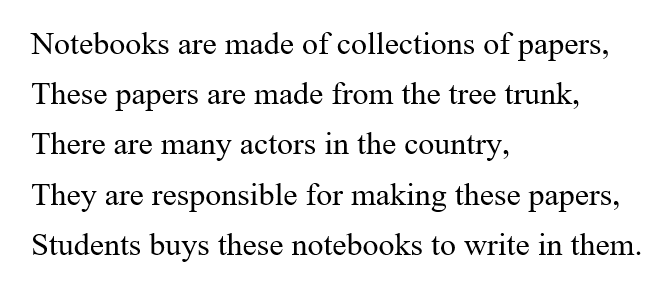 Notebooks are made of collections of papers,
These papers are made from the tree trunk,
There are many actors in the country,
They are responsible for making these papers,
Students buys these notebooks to write in them.